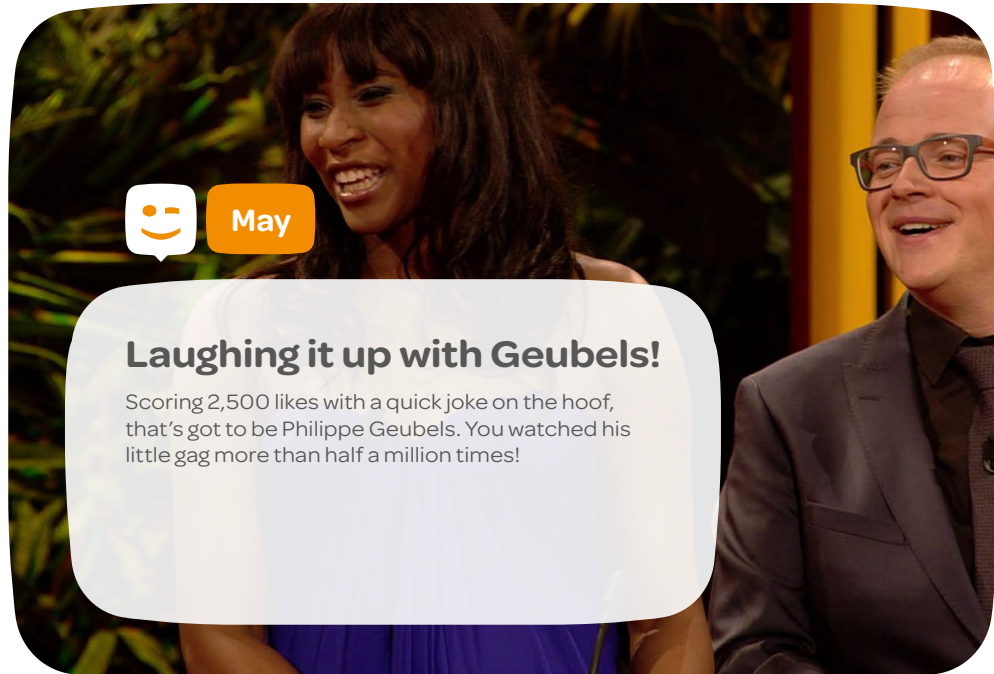 May
Laughing it up with Geubels!
Scoring 2,500 likes with a quick joke on the hoof,
that's got to be Philippe Geubels. You watched his
little gag more than half a million times!